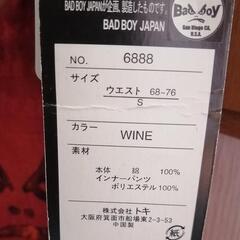 BAD BOY JAPANが企画、製造したものです。
BAD BOY JAPAN
Bad Boy
San Diego CA.
U.S.A.
NO. 6888
サイズ
ウエスト 68-76
S
カラー
WINE
素材
本体 綿 100%
インナーパンツ
ポリエステル 100%
株式会社 トキ
大阪府箕面市船場東2-3-53
中国製
紙